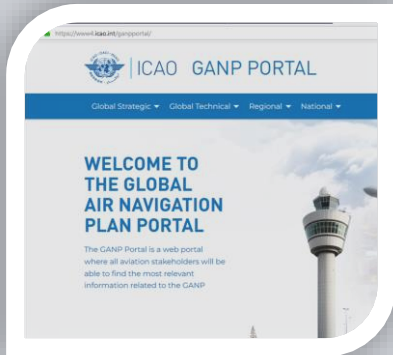 https://www4.icao.int/ganpportal/
ICAO GANP PORTAL
Global Strategic Global Technical Regional National
WELCOME TO
THE GLOBAL
AIR NAVIGATION
PLAN PORTAL
The GANP Portal is a web portal
where all aviation stakeholders will be
able to find the most relevant
information related to the GANP